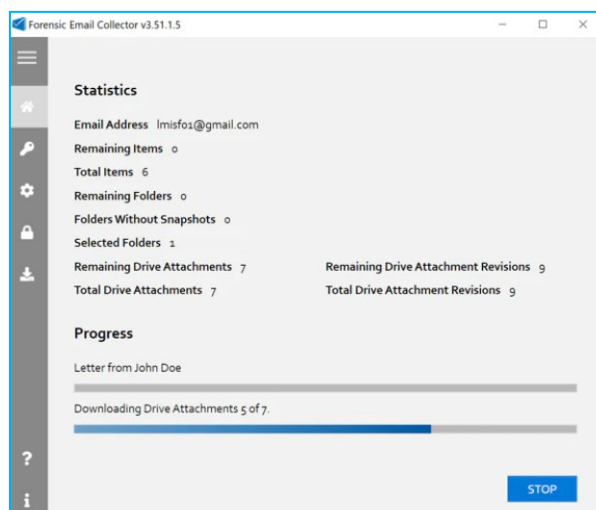 Forensic Email Collector v3.51.1.5
Statistics
Email Address lmisfo1@gmail.com
Remaining Items 0
Total Items 6
Remaining Folders 0
Folders Without Snapshots 0
Selected Folders 1
Remaining Drive Attachments 7 Remaining Drive Attachment Revisions 9
Total Drive Attachments 7 Total Drive Attachment Revisions 9
Progress
Letter from John Doe
Downloading Drive Attachments 5 of 7.
STOP